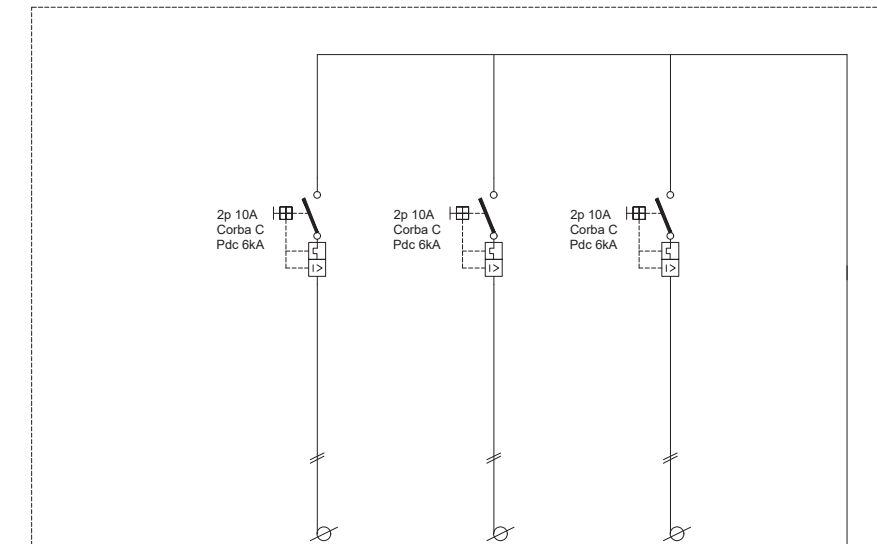 2p 10A
Corba C
Pdc 6kA
2p 10A
Corba C
Pdc 6kA
2p 10A
Corba C
Pdc 6kA
I>
I>
I>